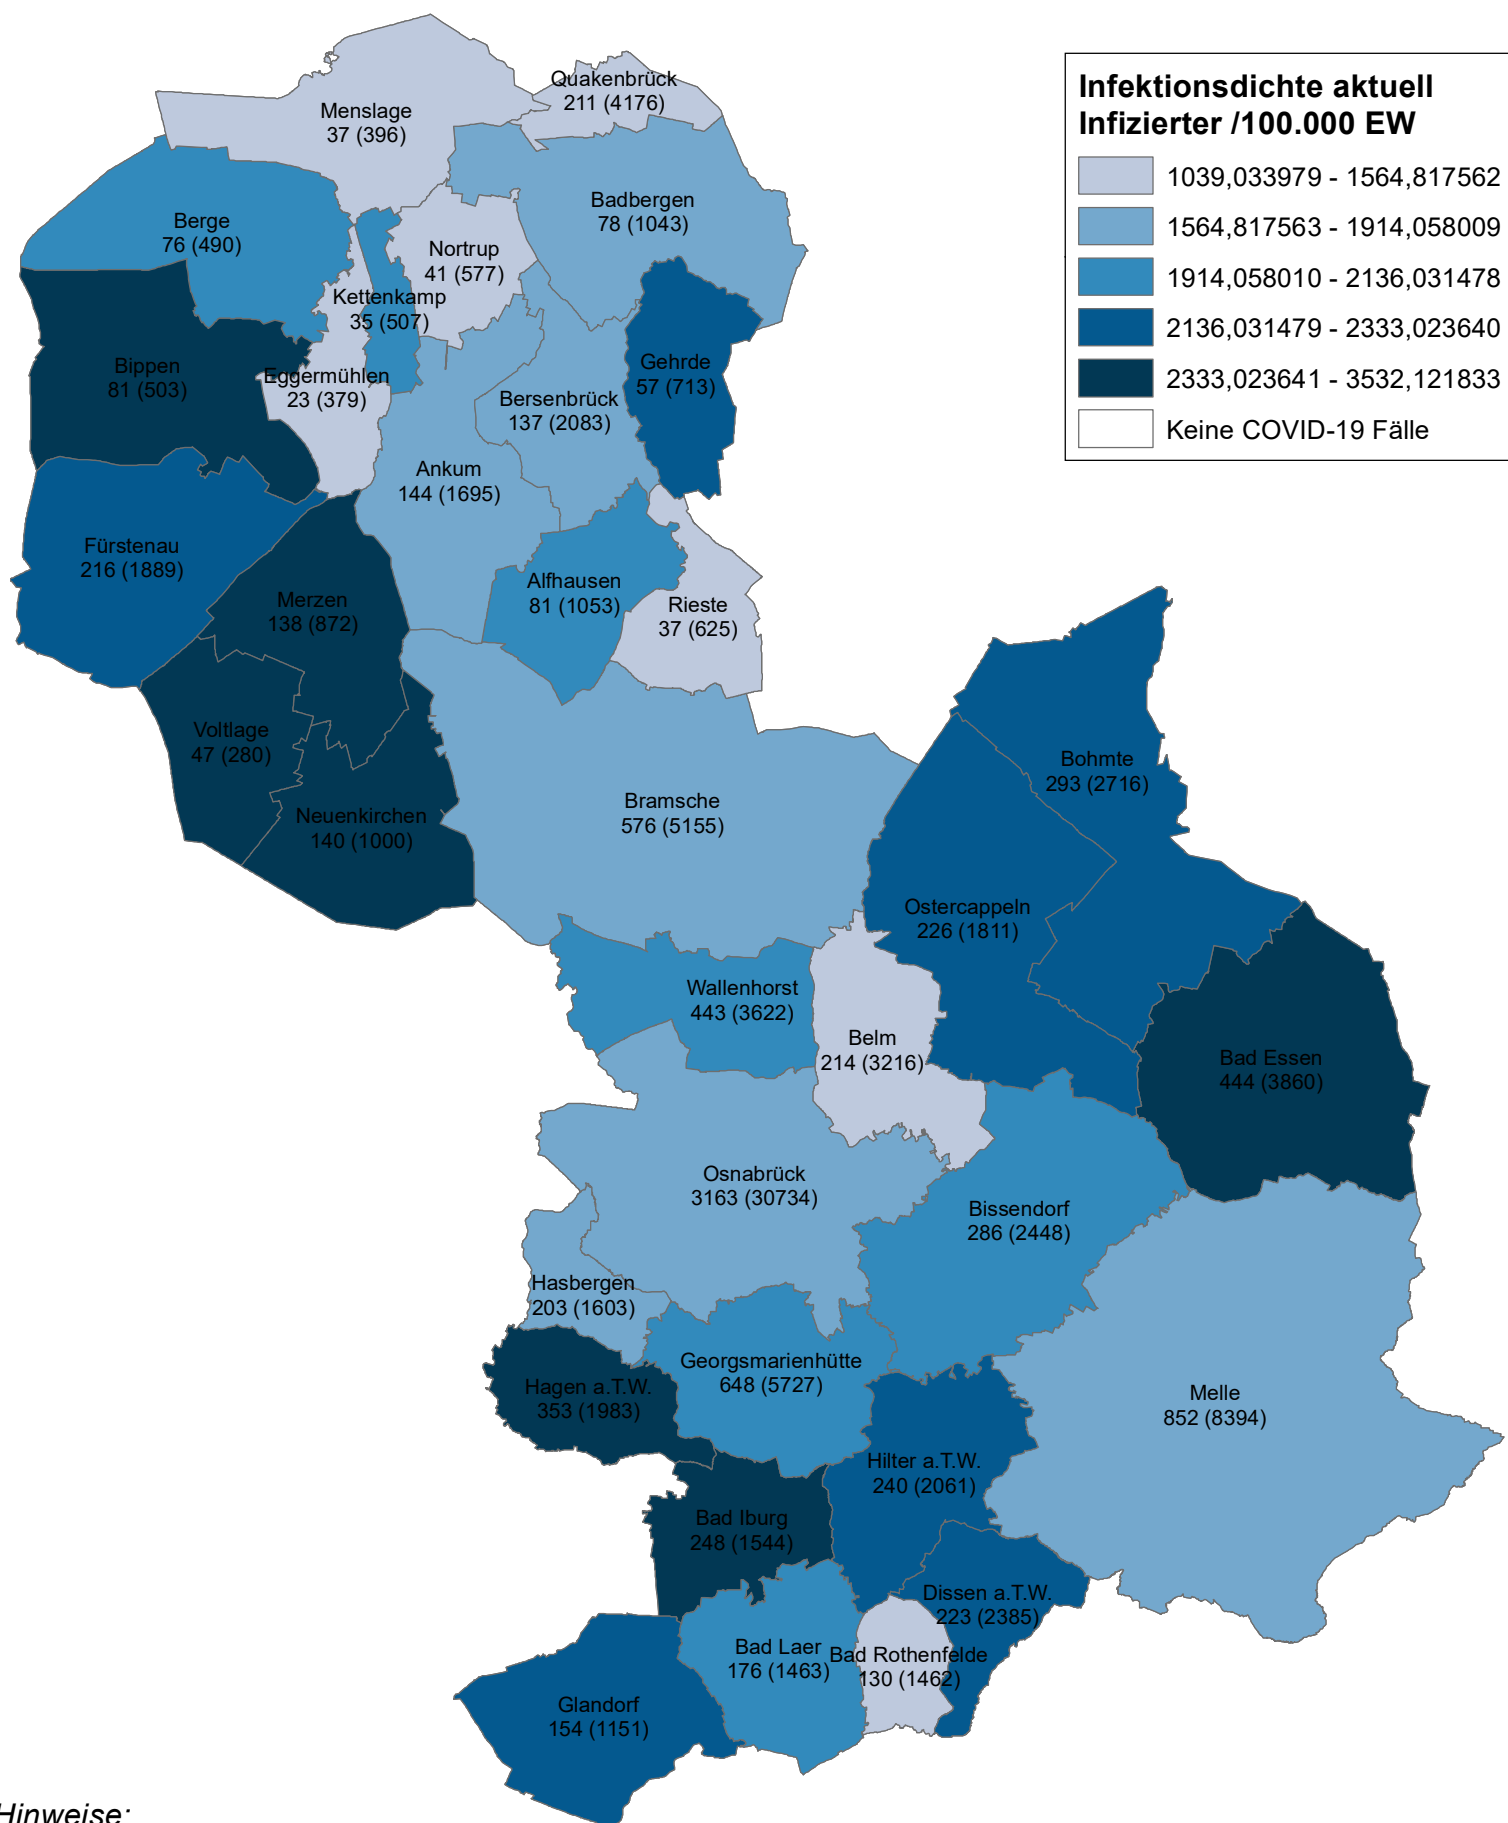 Infektionsdichte aktuell
Infizierter /100.000 EW
1039,033979 - 1564,817562
1564,817563 - 1914,058009
1914,058010 - 2136,031478
2136,031479 - 2333,023640
2333,023641 - 3532,121833
Keine COVID-19 Fälle
Quakenbrück
211 (4176)
Menslage
37 (396)
Badbergen
78 (1043)
Berge
76 (490)
Nortrup
41 (577)
Kettenkamp
35 (507)
Bippen
81 (503)
Eggermühlen
23 (379)
Gehrde
57 (713)
Bersenbrück
137 (2083)
Ankum
144 (1695)
Fürstenau
216 (1889)
Alfhausen
81 (1053)
Merzen
138 (872)
Rieste
37 (625)
Voltlage
47 (280)
Bohmte
293 (2716)
Bramsche
576 (5155)
Neuenkirchen
140 (1000)
Ostercappeln
226 (1811)
Wallenhorst
443 (3622)
Belm
214 (3216)
Bad Essen
444 (3860)
Osnabrück
3163 (30734)
Bissendorf
286 (2448)
Hasbergen
203 (1603)
Georgsmarienhütte
648 (5727)
Hagen a.T.W.
353 (1983)
Melle
852 (8394)
Hilter a.T.W.
240 (2061)
Bad Iburg
248 (1544)
Dissen a.T.W.
223 (2385)
Bad Laer
176 (1463)
Bad Rothenfelde
130 (1462)
Glandorf
154 (1151)
Hinweise: